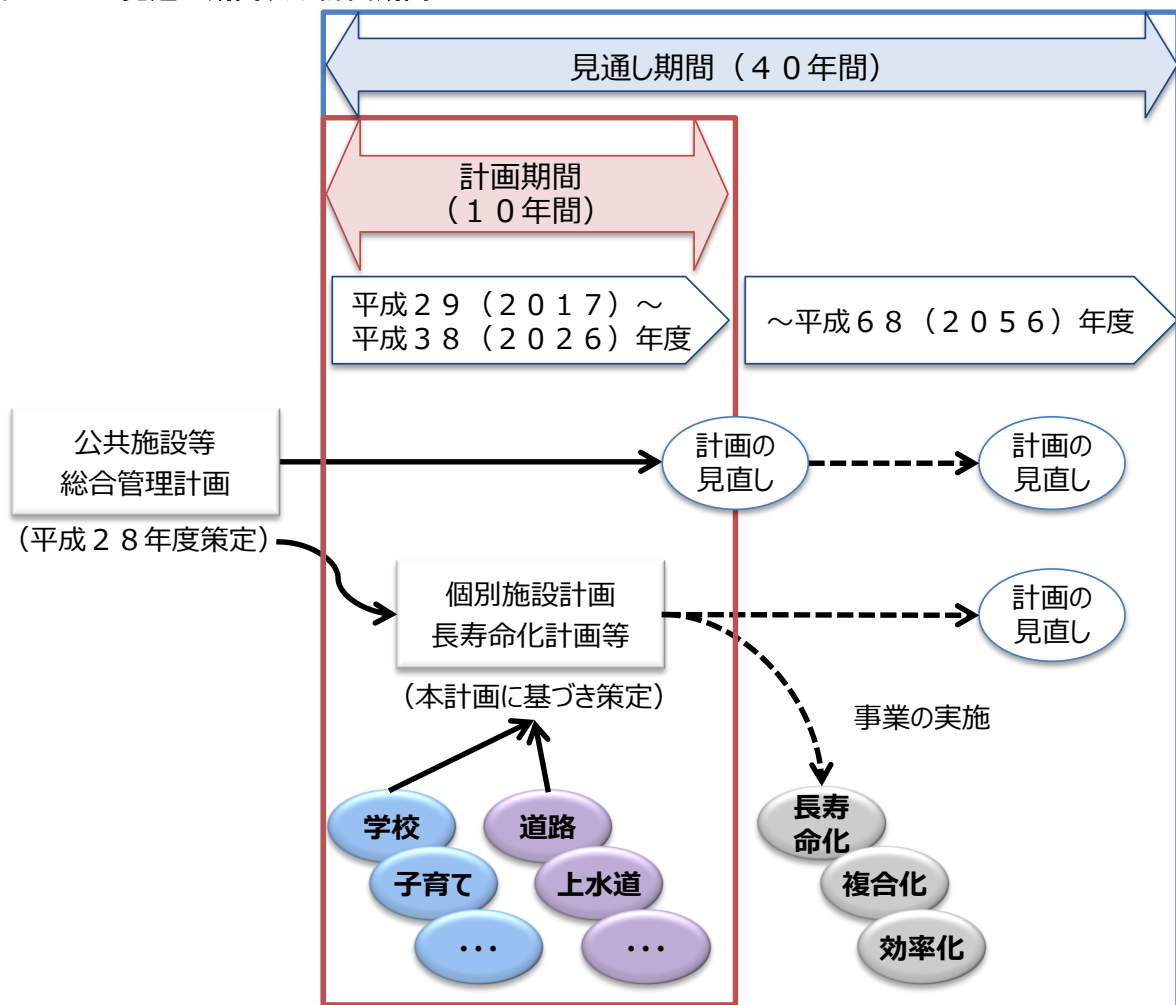 見通し期間（４０年間）
計画期間
（１０年間）
平成２９（２０１７）～
平成３８（２０２６）年度
～平成６８（２０５６）年度
公共施設等
総合管理計画
（平成２８年度策定）
計画の
見直し
計画の
見直し
個別施設計画
長寿命化計画等
（本計画に基づき策定）
計画の
見直し
事業の実施
学校
子育て
…
道路
上水道
…
長寿
命化
複合化
効率化